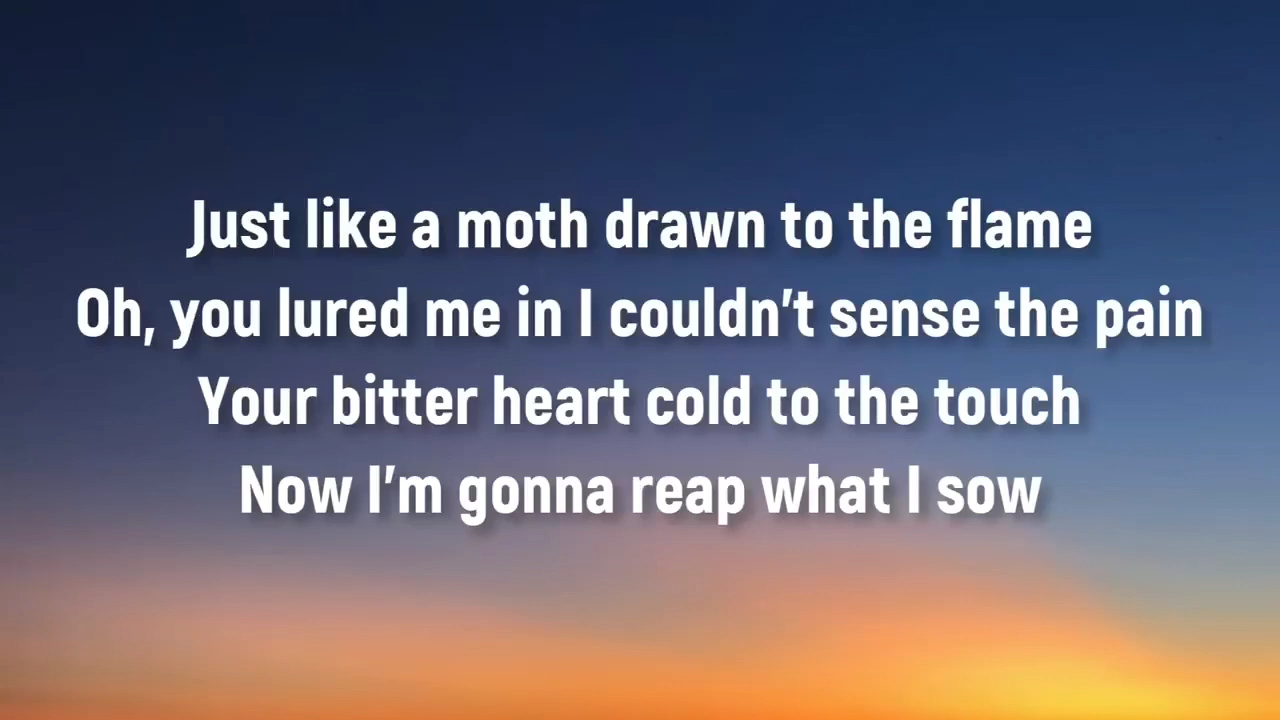 Just like a moth drawn to the flame
Oh, you lured me in I couldn't sense the pain
Your bitter heart cold to the touch
Now I'm gonna reap what I sow